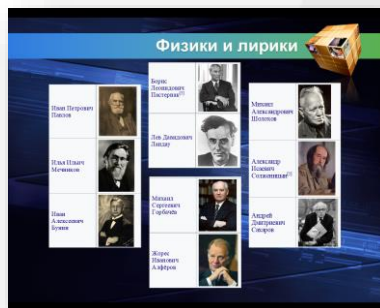 Физики и лирики
Иван Петрович
Павлов
Илья Ильич
Мечников
Иван
Алексеевич
Бунин
Борис
Леонидович
Пастернак
Лев Давидович
Ландау
Михаил
Сергеевич
Горбачёв
Жорес
Иванович
Алфёров
Михаил
Александрович
Шолохов
Александр
Исаевич
Солженицын
Андрей
Дмитриевич
Сахаров